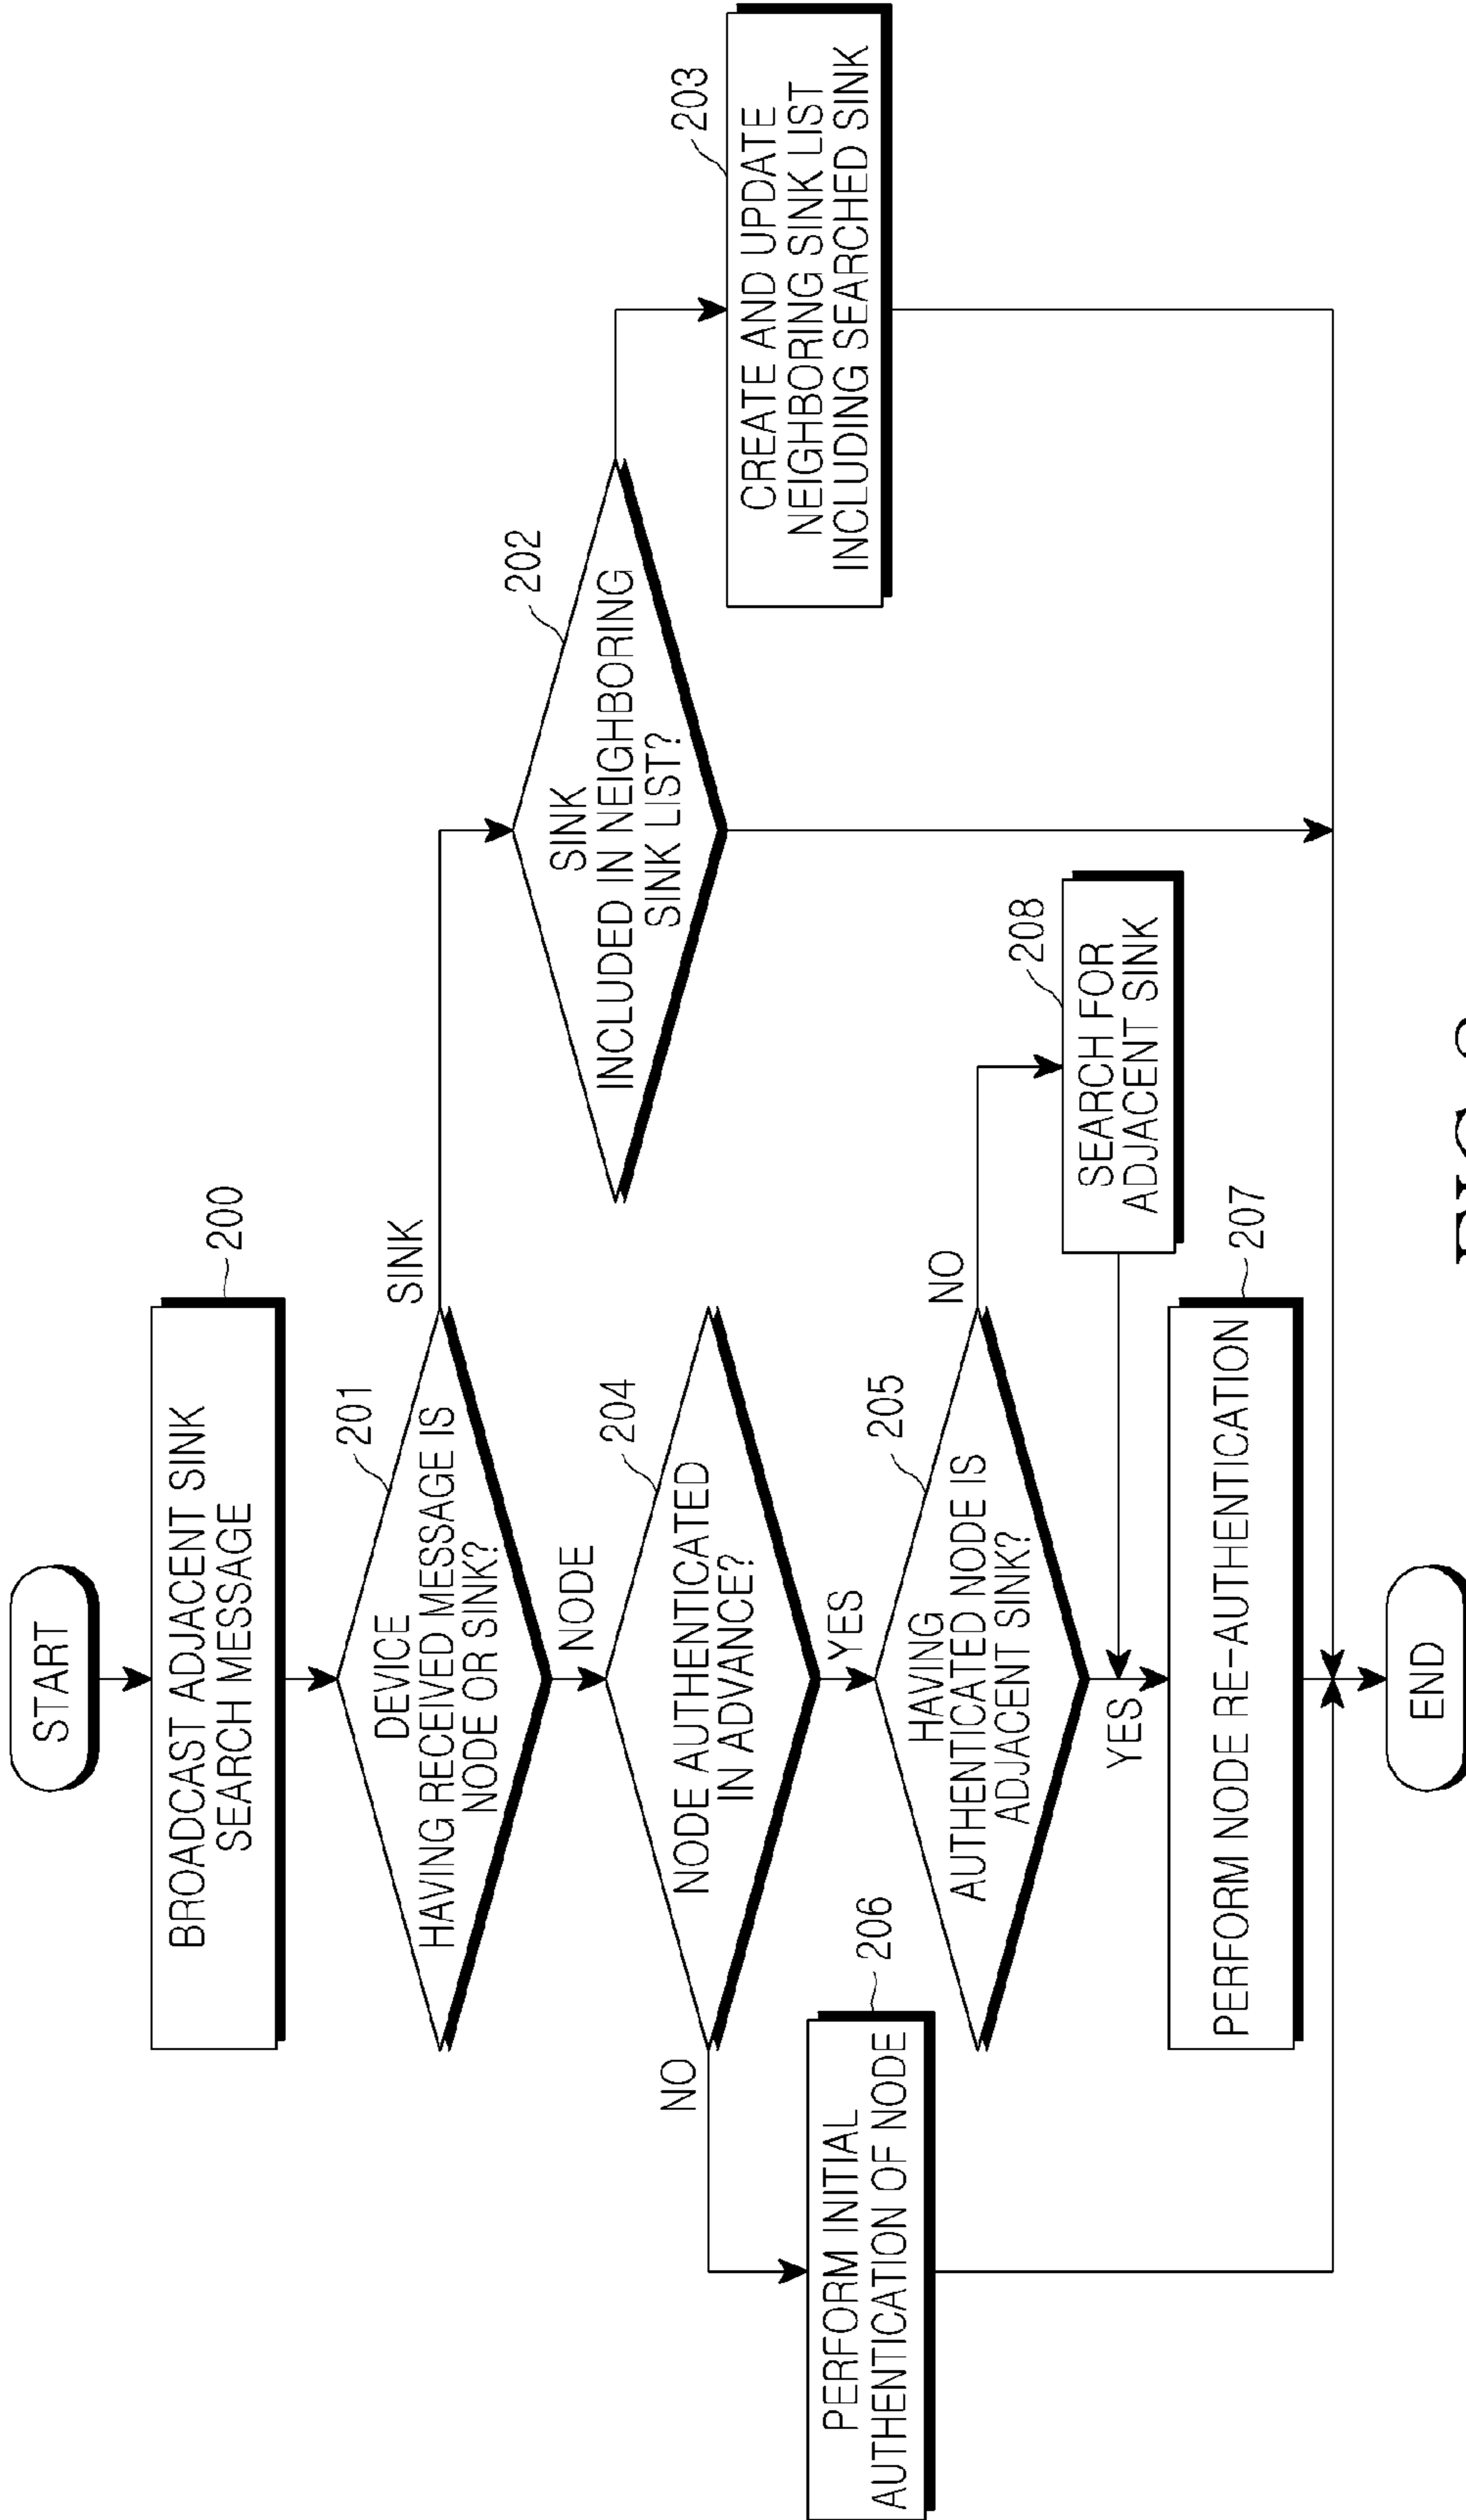 START
BROADCAST ADJACENT SINK
SEARCH MESSAGE
200
DEVICE
HAVING RECEIVED MESSAGE IS
NODE OR SINK?
201
SINK
NODE
SINK
INCLUDED IN NEIGHBORING
SINK LIST?
202
CREATE AND UPDATE
NEIGHBORING SINK LIST
INCLUDING SEARCHED SINK
203
NODE AUTHENTICATED
IN ADVANCE?
204
NO
YES
PERFORM INITIAL
AUTHENTICATION OF NODE
206
HAVING
AUTHENTICATED NODE IS
ADJACENT SINK?
205
NO
YES
SEARCH FOR
ADJACENT SINK
208
PERFORM NODE RE-AUTHENTICATION
207
END